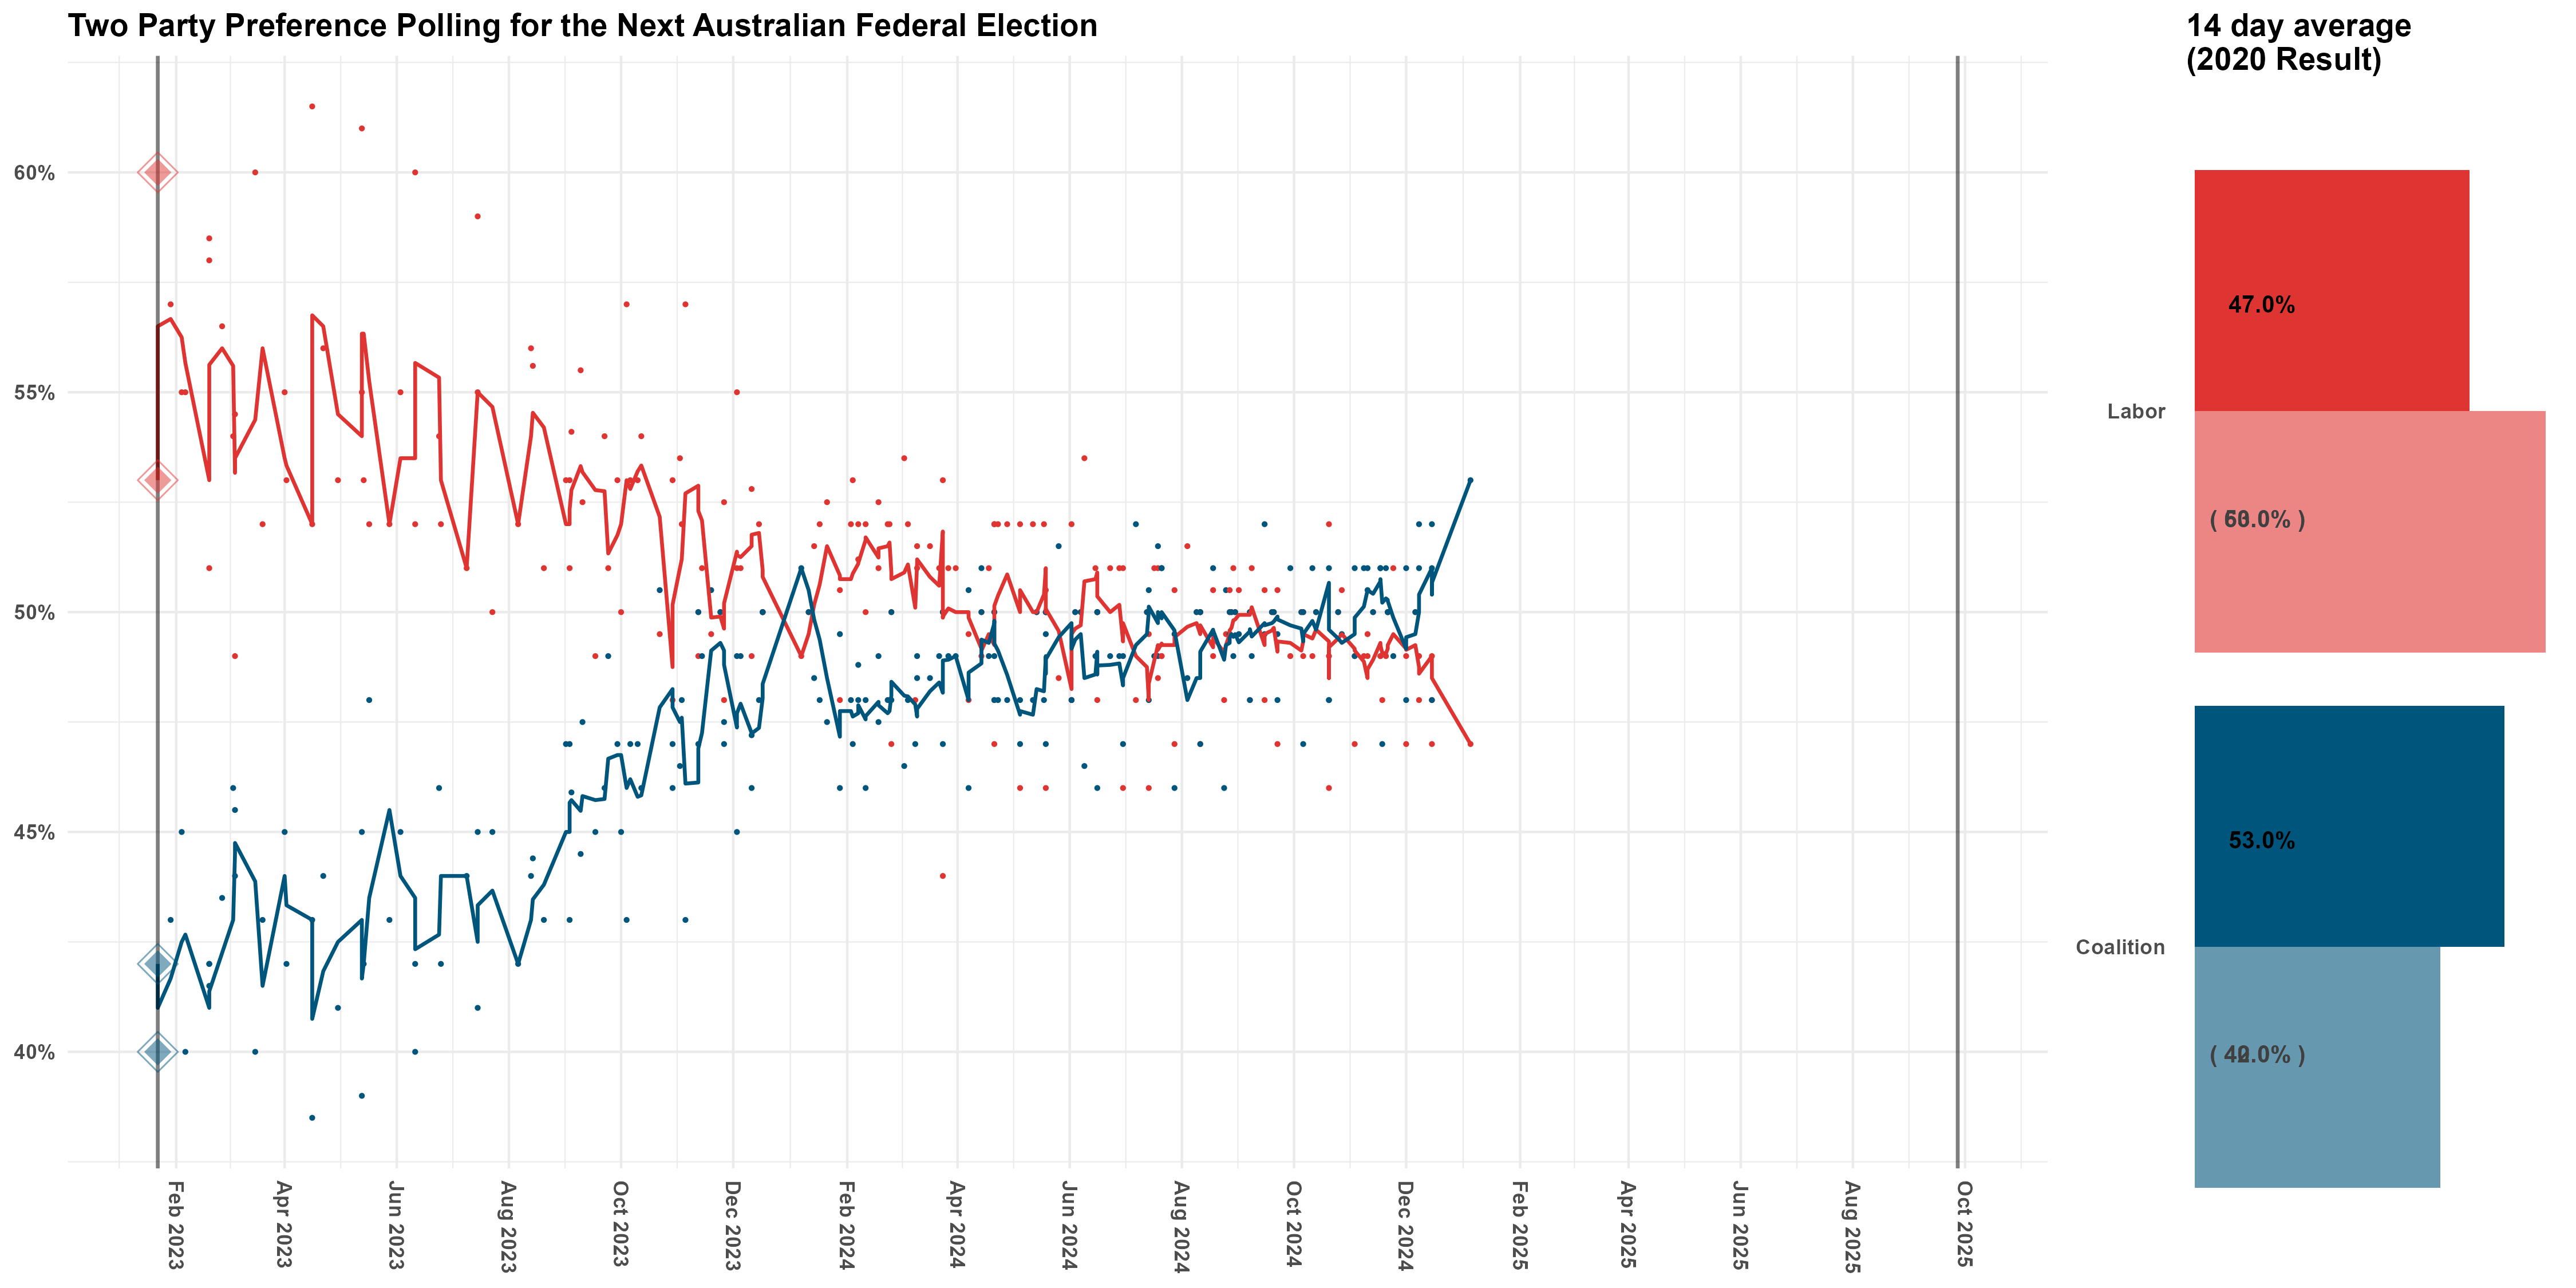 Two Party Preference Polling for the Next Australian Federal Election
14 day average
(2020 Result)
60%
55%
50%
45%
40%
Feb 2023
Apr 2023
Jun 2023
Aug 2023
Oct 2023
Dec 2023
Feb 2024
Apr 2024
Jun 2024
Aug 2024
Oct 2024
Dec 2024
Feb 2025
Apr 2025
Jun 2025
Aug 2025
Oct 2025
47.0%
Labor
53.0%
Coalition